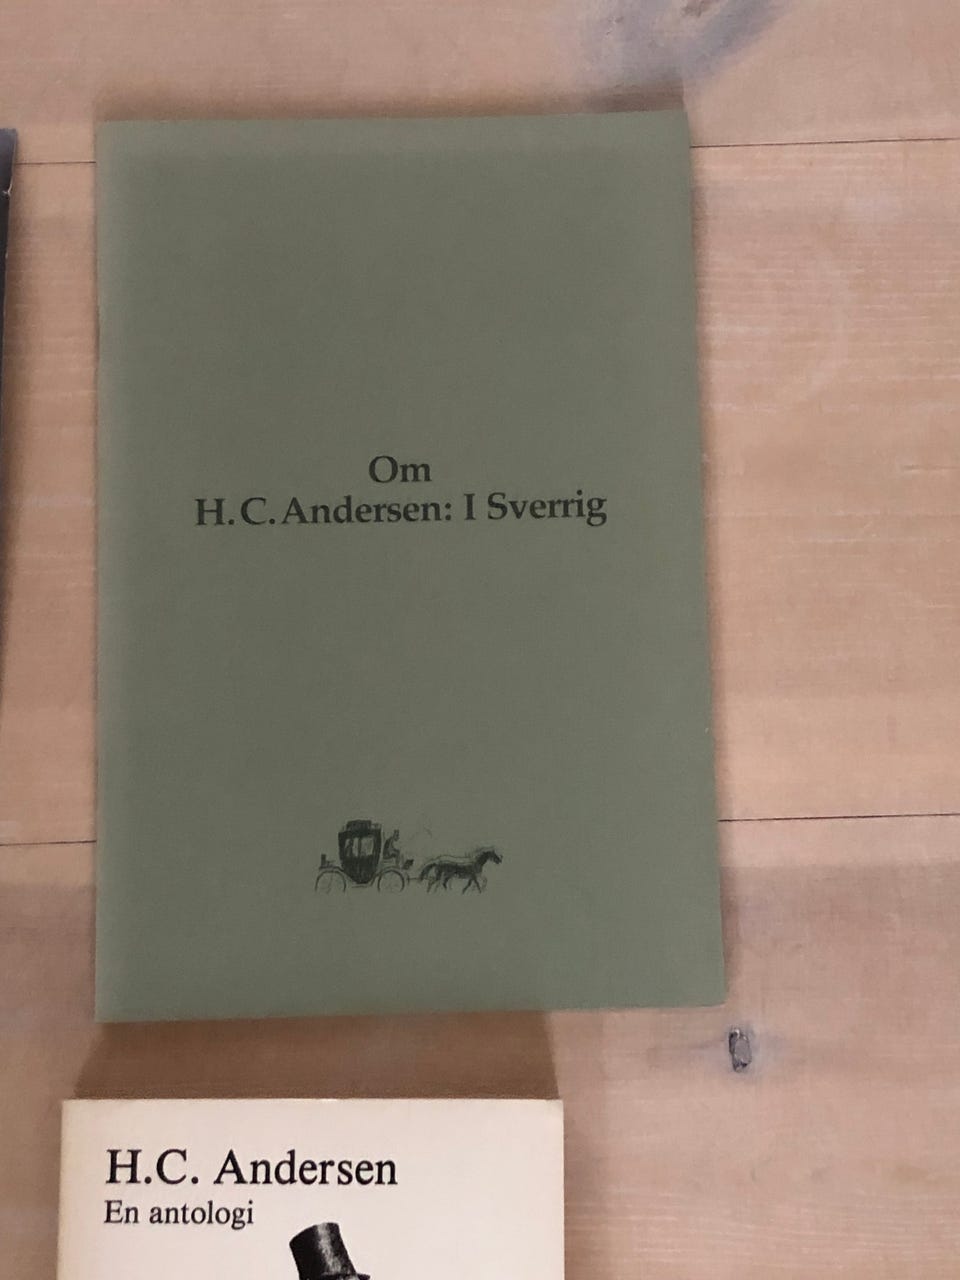 Om
H. C. Andersen: I Sverrig
H.C. Andersen
En antologi